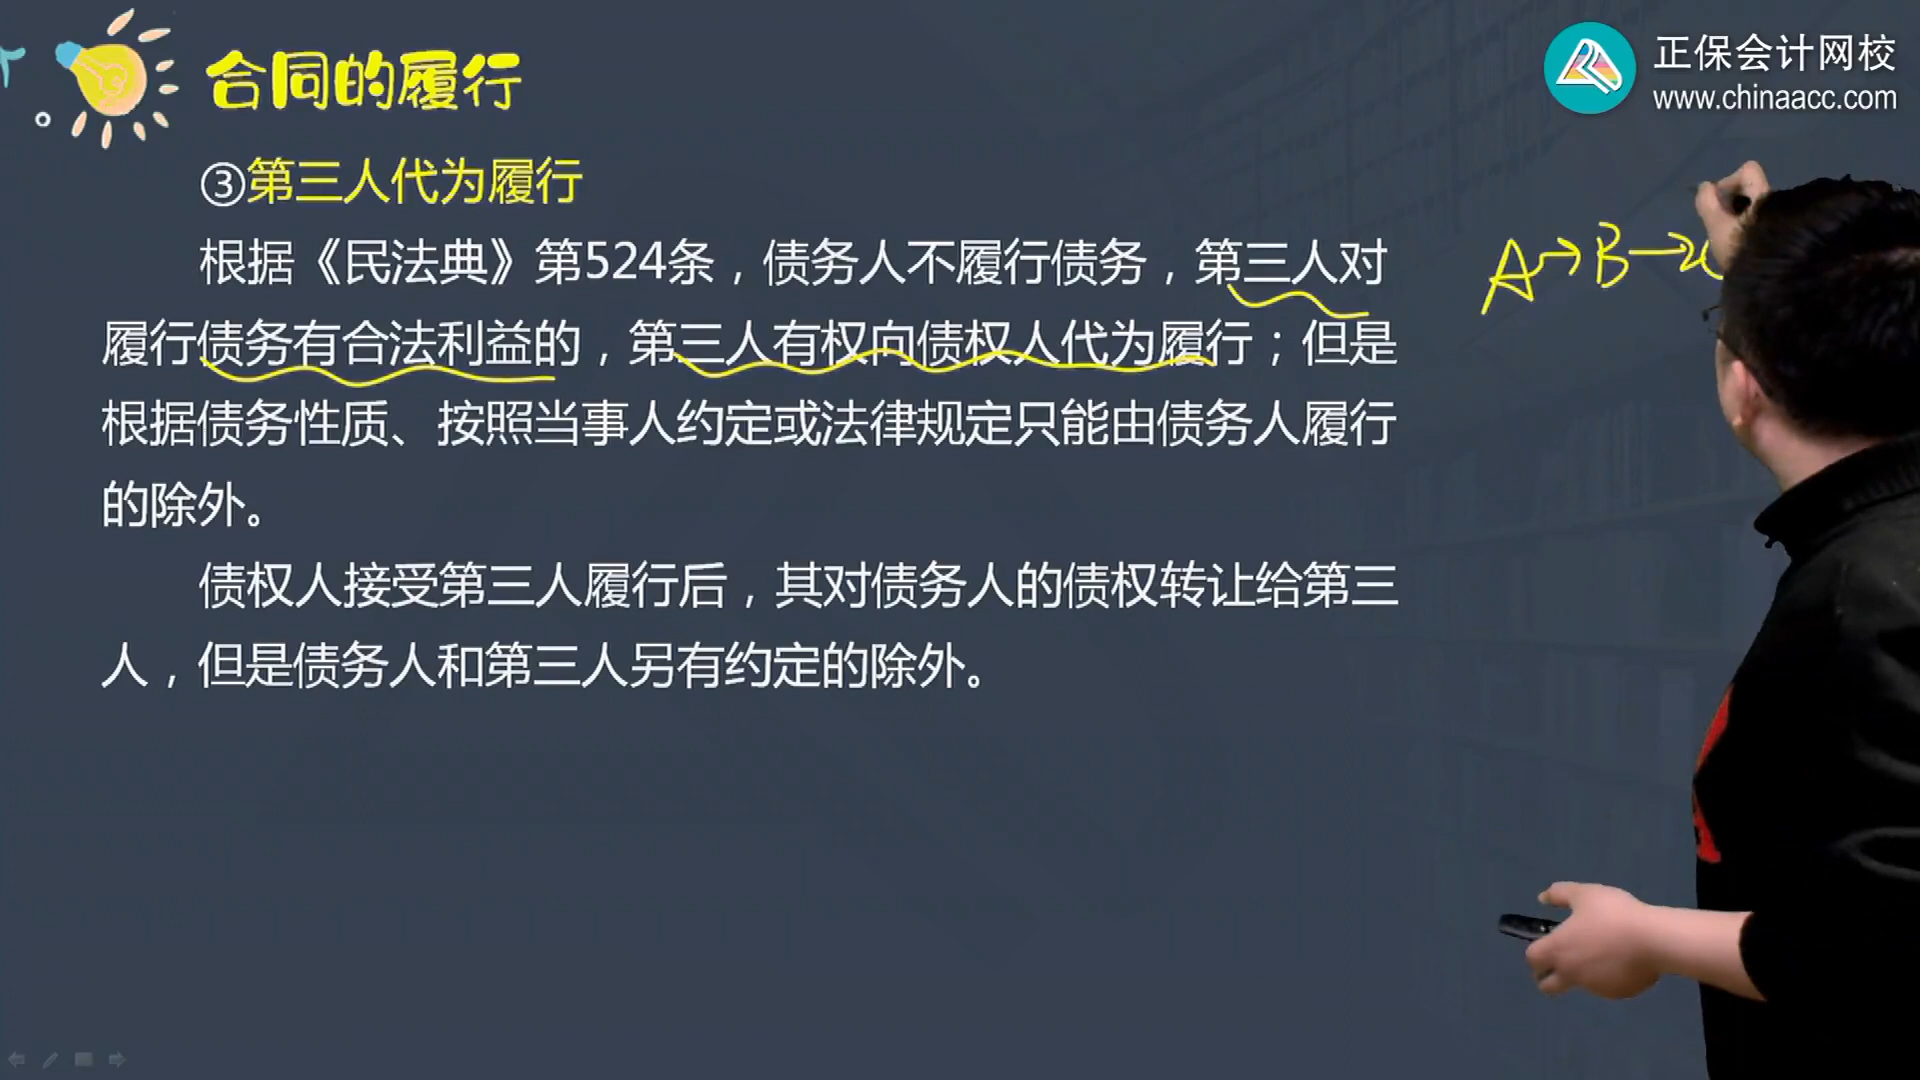 合同的履行
正保会计网校
www.chinaacc.com
③第三人代为履行
根据《民法典》第524条，债务人不履行债务，第三人对
履行债务有合法利益的，第三人有权向债权人代为履行；但是
根据债务性质、按照当事人约定或法律规定只能由债务人履行
的除外。
债权人接受第三人履行后，其对债务人的债权转让给第三
人，但是债务人和第三人另有约定的除外。
A→B→